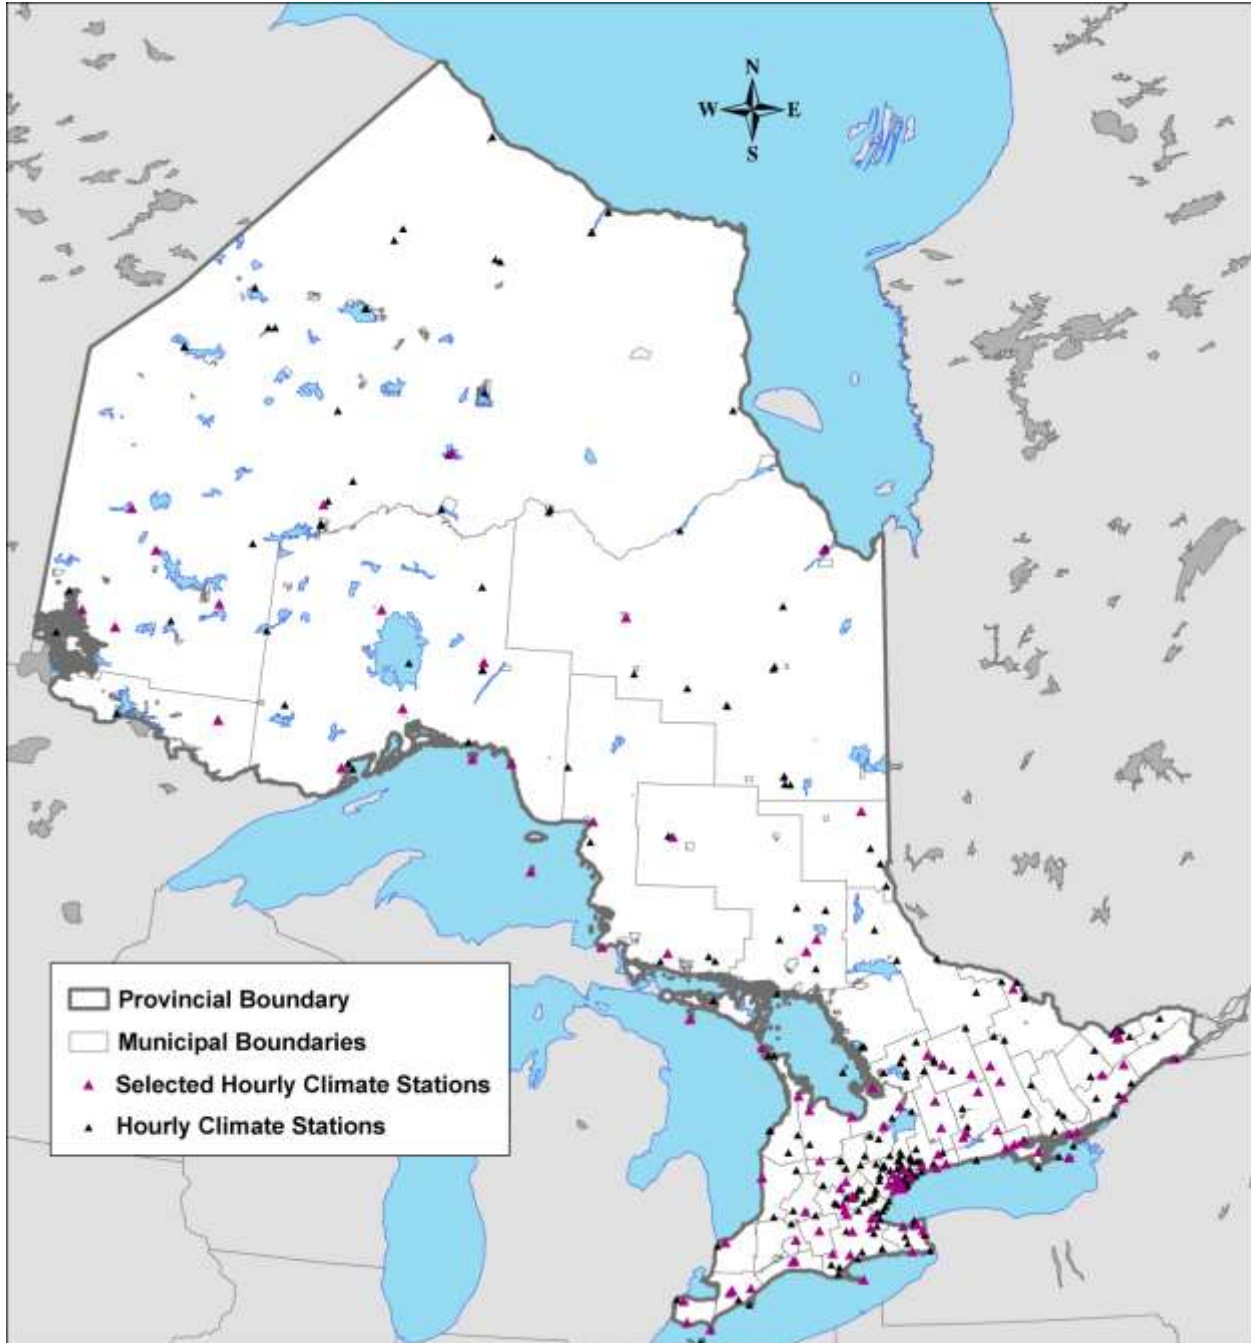 N
W E
S
Provincial Boundary
Municipal Boundaries
Selected Hourly Climate Stations
Hourly Climate Stations